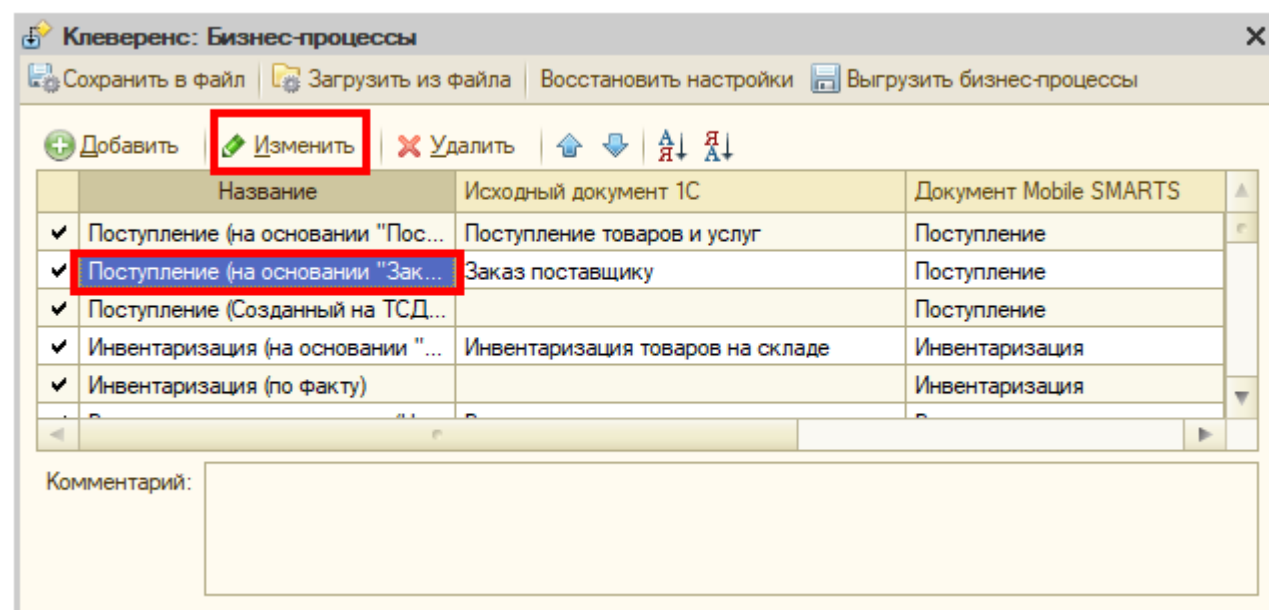 Клеверенс: Бизнес-процессы
Сохранить в файл Загрузить из файла Восстановить настройки Выгрузить бизнес-процессы
Добавить Изменить Удалить А Я Я А
Название Исходный документ 1С Документ Mobile SMARTS
Поступление (на основании "Пос... Поступление товаров и услуг Поступление
Поступление (на основании "Зак... Заказ поставщику Поступление
Поступление (Созданный на ТСД... Поступление
Инвентаризация (на основании "... Инвентаризация товаров на складе Инвентаризация
Инвентаризация (по факту) Инвентаризация
Комментарий: